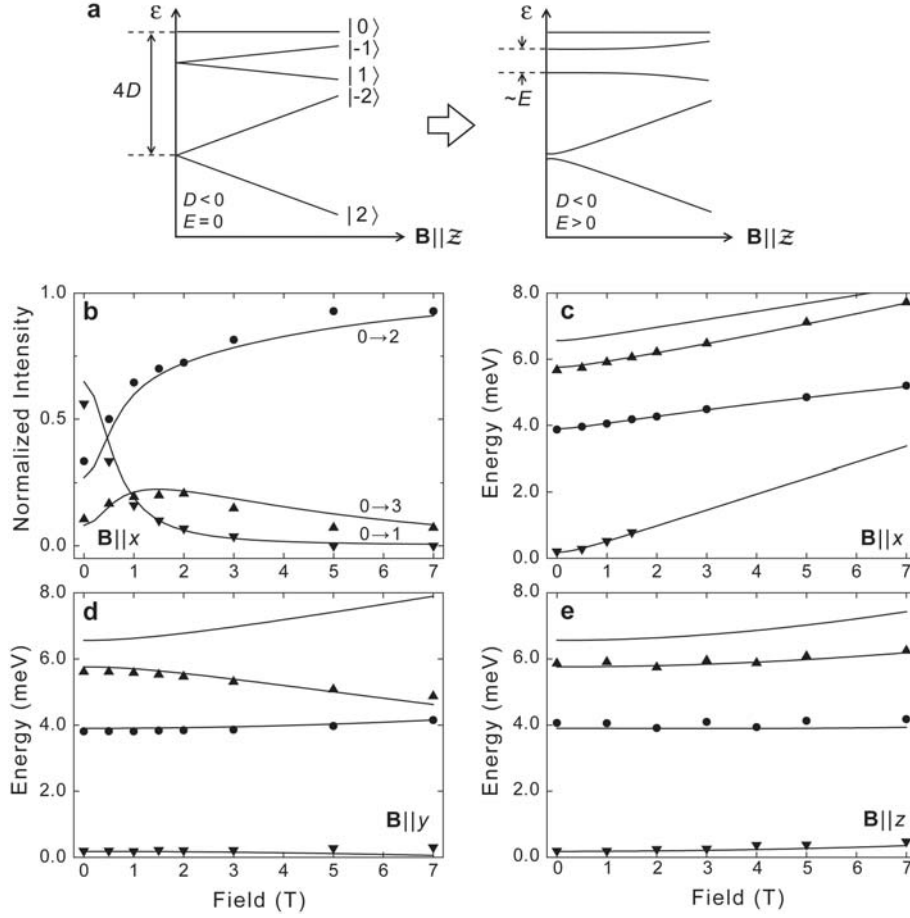 a
ε
|0⟩
|-1⟩
|1⟩
|-2⟩
|2⟩
4D
D<0
E=0
B||z
ε
~E
D<0
E>0
B||z
b
Normalized Intensity
1.0
0.5
0.0
0→2
0→3
0→1
B||x
0 1 2 3 4 5 6 7
c
Energy (meV)
8.0
6.0
4.0
2.0
0.0
B||x
0 1 2 3 4 5 6 7
d
Energy (meV)
8.0
6.0
4.0
2.0
0.0
B||y
0 1 2 3 4 5 6 7
Field (T)
e
Energy (meV)
8.0
6.0
4.0
2.0
0.0
B||z
0 1 2 3 4 5 6 7
Field (T)